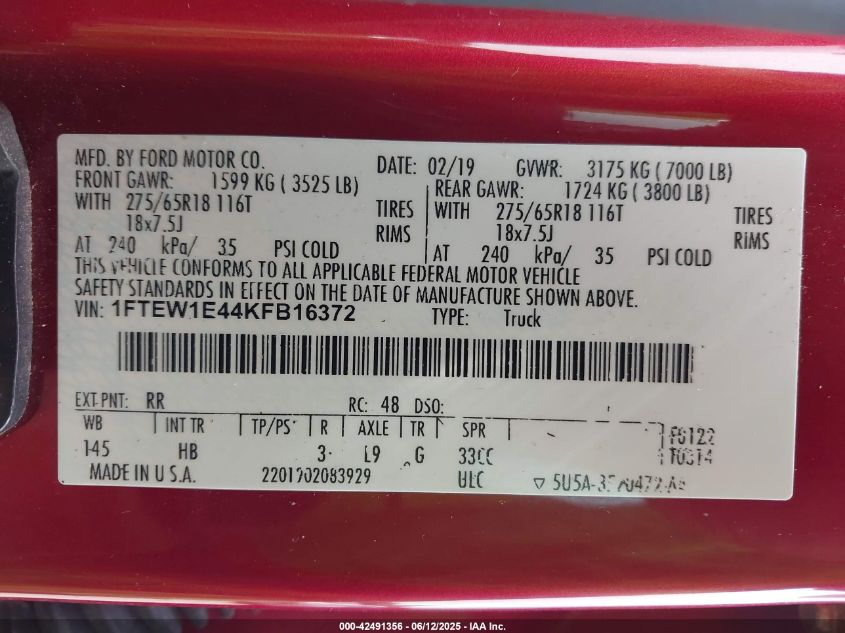 MFD. BY FORD MOTOR CO. DATE: 02/19 GVWR: 3175 KG ( 7000 LB)
FRONT GAWR: 1599 KG ( 3525 LB) REAR GAWR: 1724 KG ( 3800 LB)
WITH 275/65R18 116T TIRES WITH 275/65R18 116T TIRES
18x7.5J RIMS 18x7.5J RIMS
AT 240 kPa/ 35 PSI COLD AT 240 kPa/ 35 PSI COLD
THIS VEHICLE CONFORMS TO ALL APPLICABLE FEDERAL MOTOR VEHICLE
SAFETY STANDARDS IN EFFECT ON THE DATE OF MANUFACTURE SHOWN ABOVE.
VIN: 1FTEW1E44KFB16372 TYPE: Truck
EXT PNT: RR RC: 48 DSO:
WB INT TR TP/PS R AXLE TR SPR
145 HB 3 L9 G 33CC
MADE IN U.S.A. 2201902083929 ULC
000-42491356 - 06/12/2025 - IAA Inc.